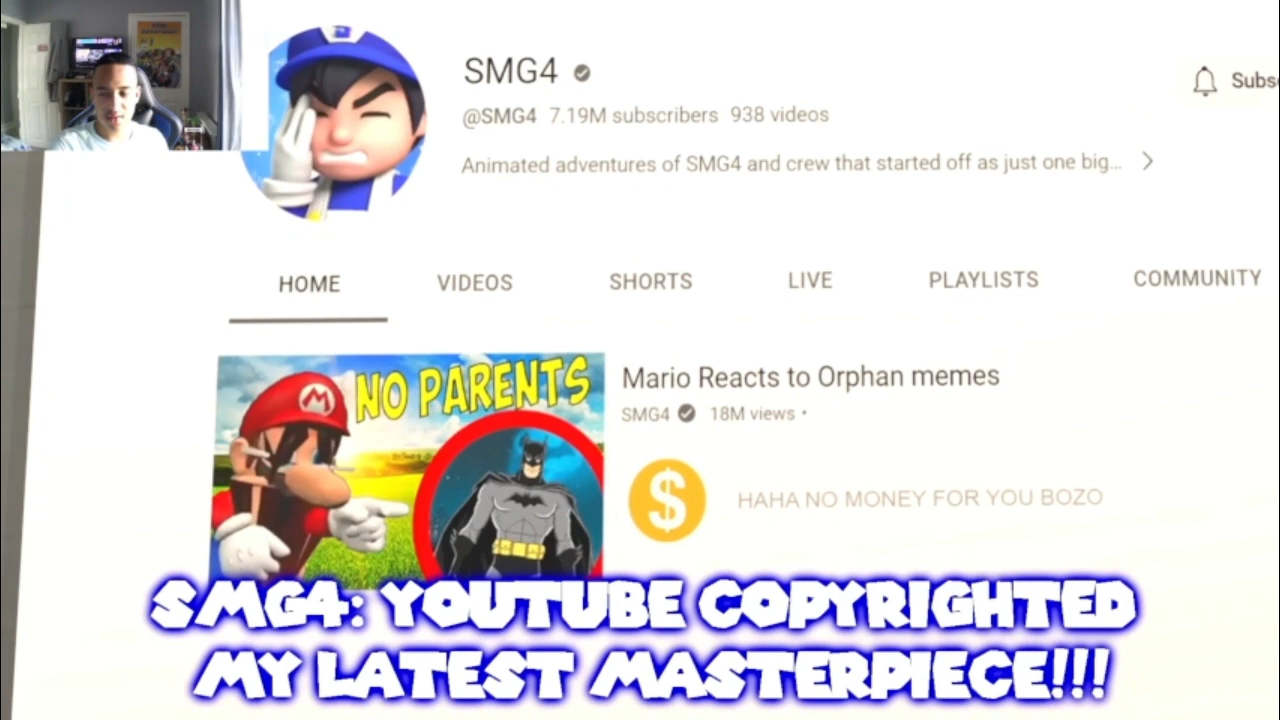 SMG4
@SMG4 7.19M subscribers 938 videos
Subsc
Animated adventures of SMG4 and crew that started off as just one big...
HOME VIDEOS SHORTS LIVE PLAYLISTS COMMUNITY
NO PARENTS
Mario Reacts to Orphan memes
SMG4 18M views •
$ HAHA NO MONEY FOR YOU BOZO
SMG4: YOUTUBE COPYRIGHTED
MY LATEST MASTERPIECE!!!